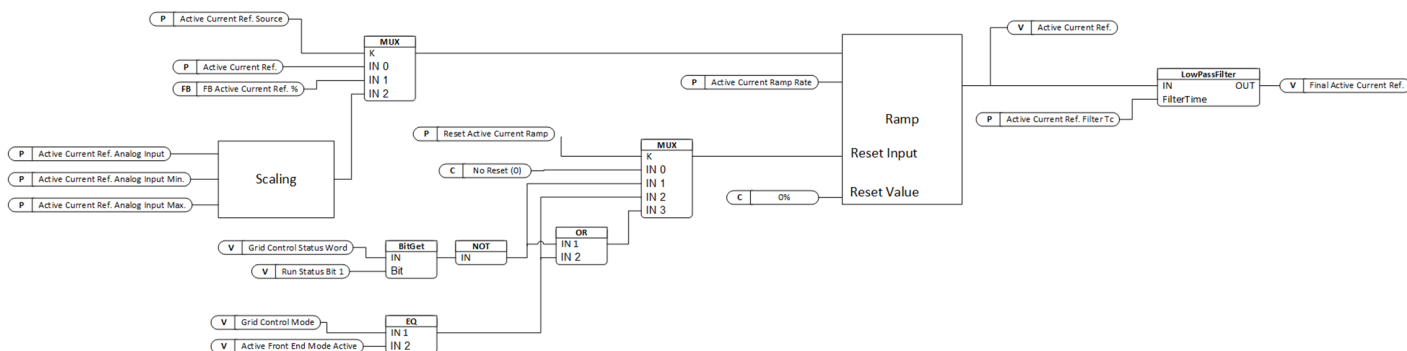 P Active Current Ref. Source
V Active Current Ref.
MUX
K
IN 0
IN 1
IN 2
P Active Current Ref.
FB FB Active Current Ref. %
P Active Current Ramp Rate
LowPassFilter
IN OUT
FilterTime
V Final Active Current Ref.
P Active Current Ref. Filter Tc
Ramp
Reset Input
Reset Value
P Reset Active Current Ramp
MUX
K
IN 0
IN 1
IN 2
IN 3
C No Reset (0)
P Active Current Ref. Analog Input
P Active Current Ref. Analog Input Min.
P Active Current Ref. Analog Input Max.
Scaling
C 0%
OR
IN 1
IN 2
V Grid Control Status Word
V Run Status Bit 1
BitGet
IN
Bit
NOT
IN
V Grid Control Mode
V Active Front End Mode Active
EQ
IN 1
IN 2